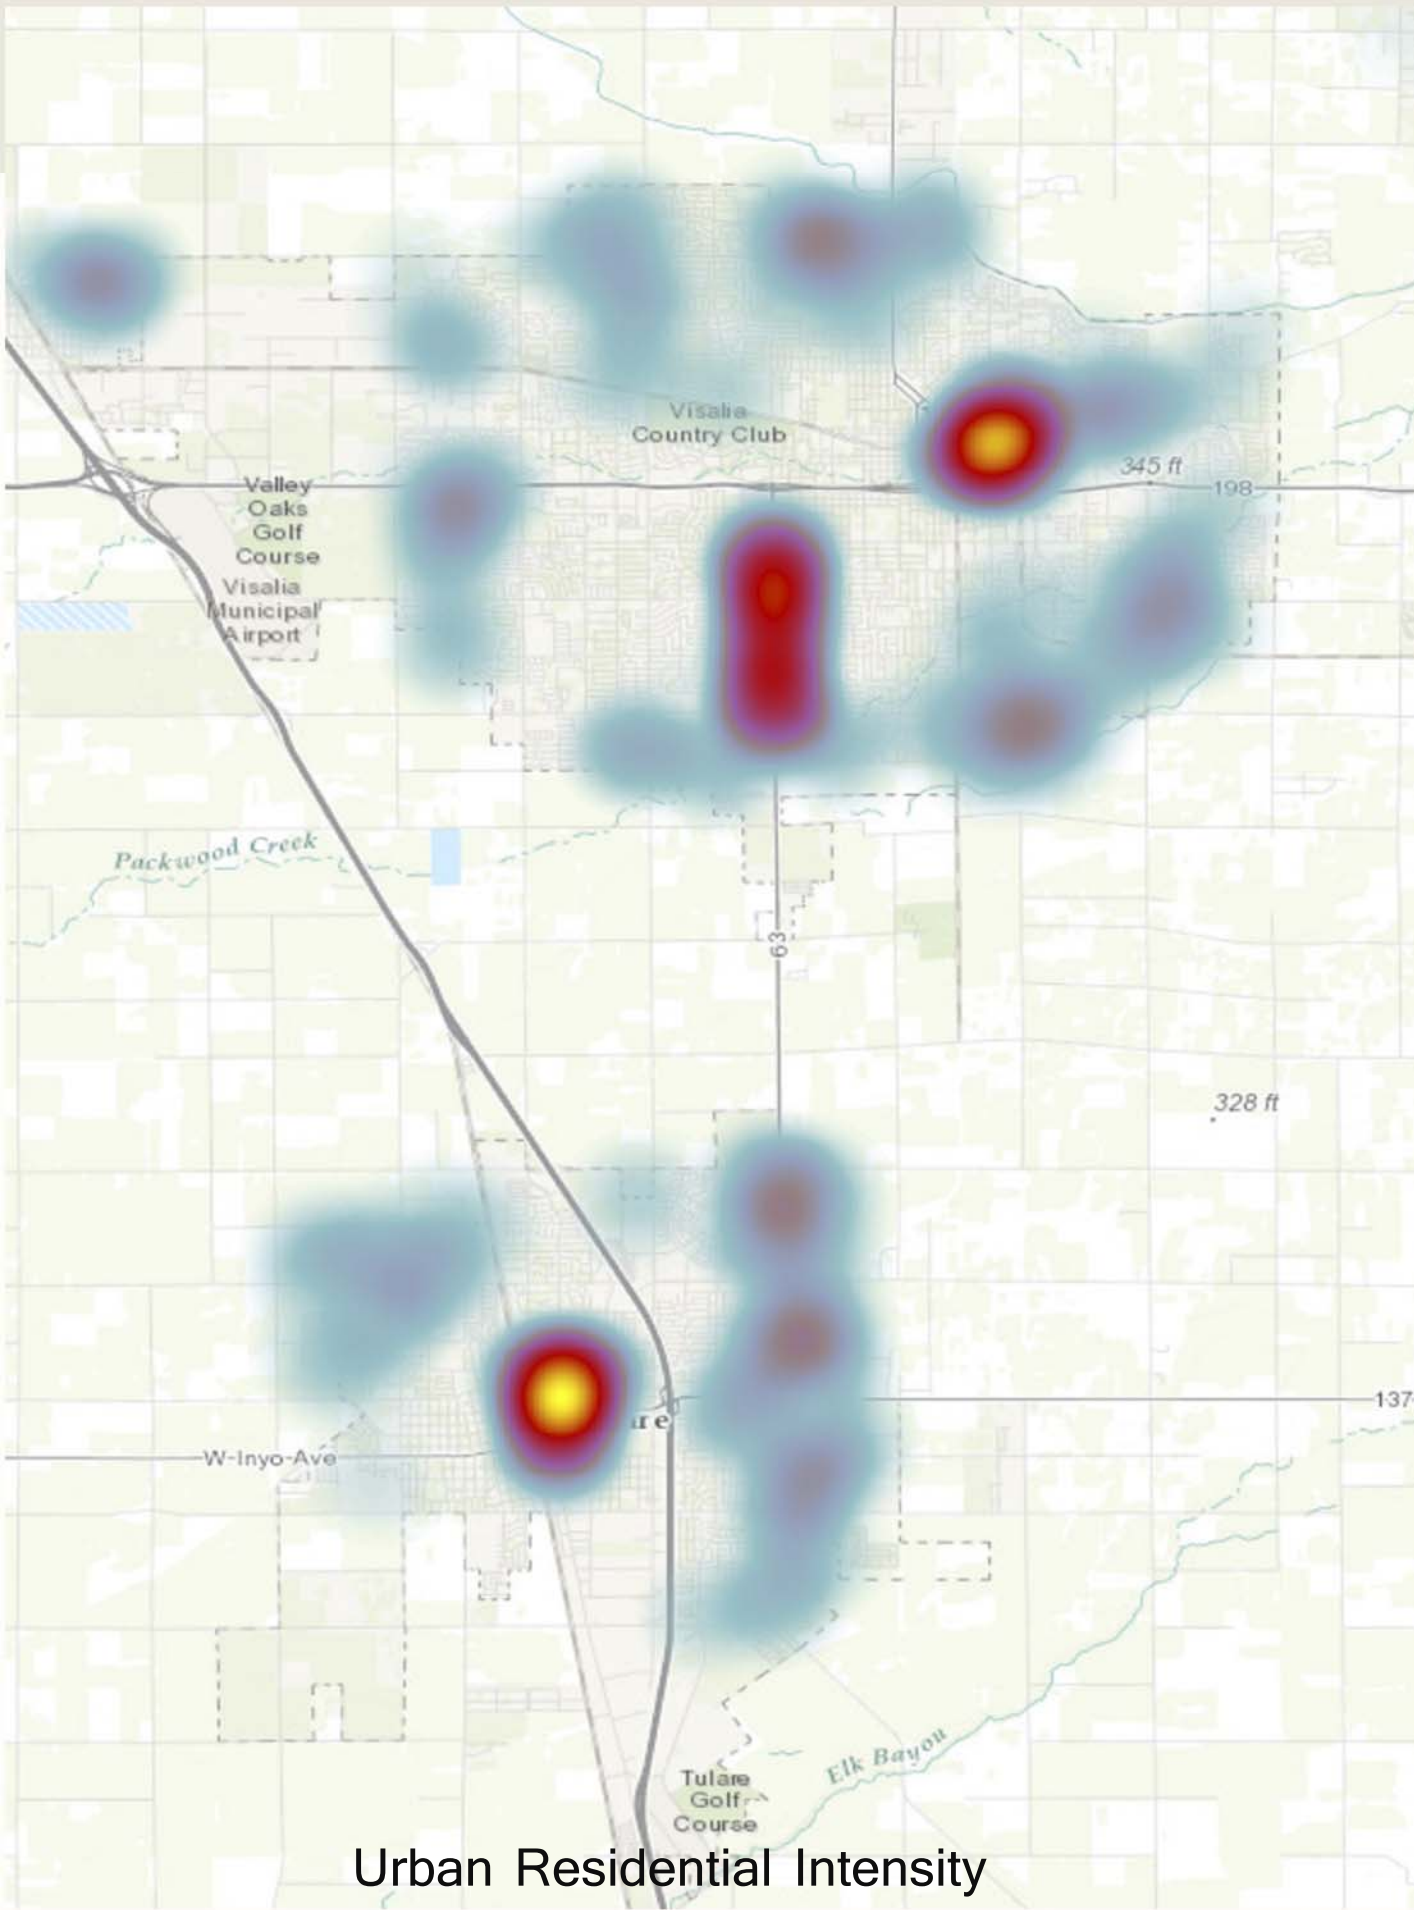 Visalia
Country Club
345 ft
198
Valley
Oaks
Golf
Course
Visalia
Municipal
Airport
Packwood Creek
63
328 ft
re
137
W-Inyo-Ave
Elk Bayou
Tulare
Golf
Course
Urban Residential Intensity